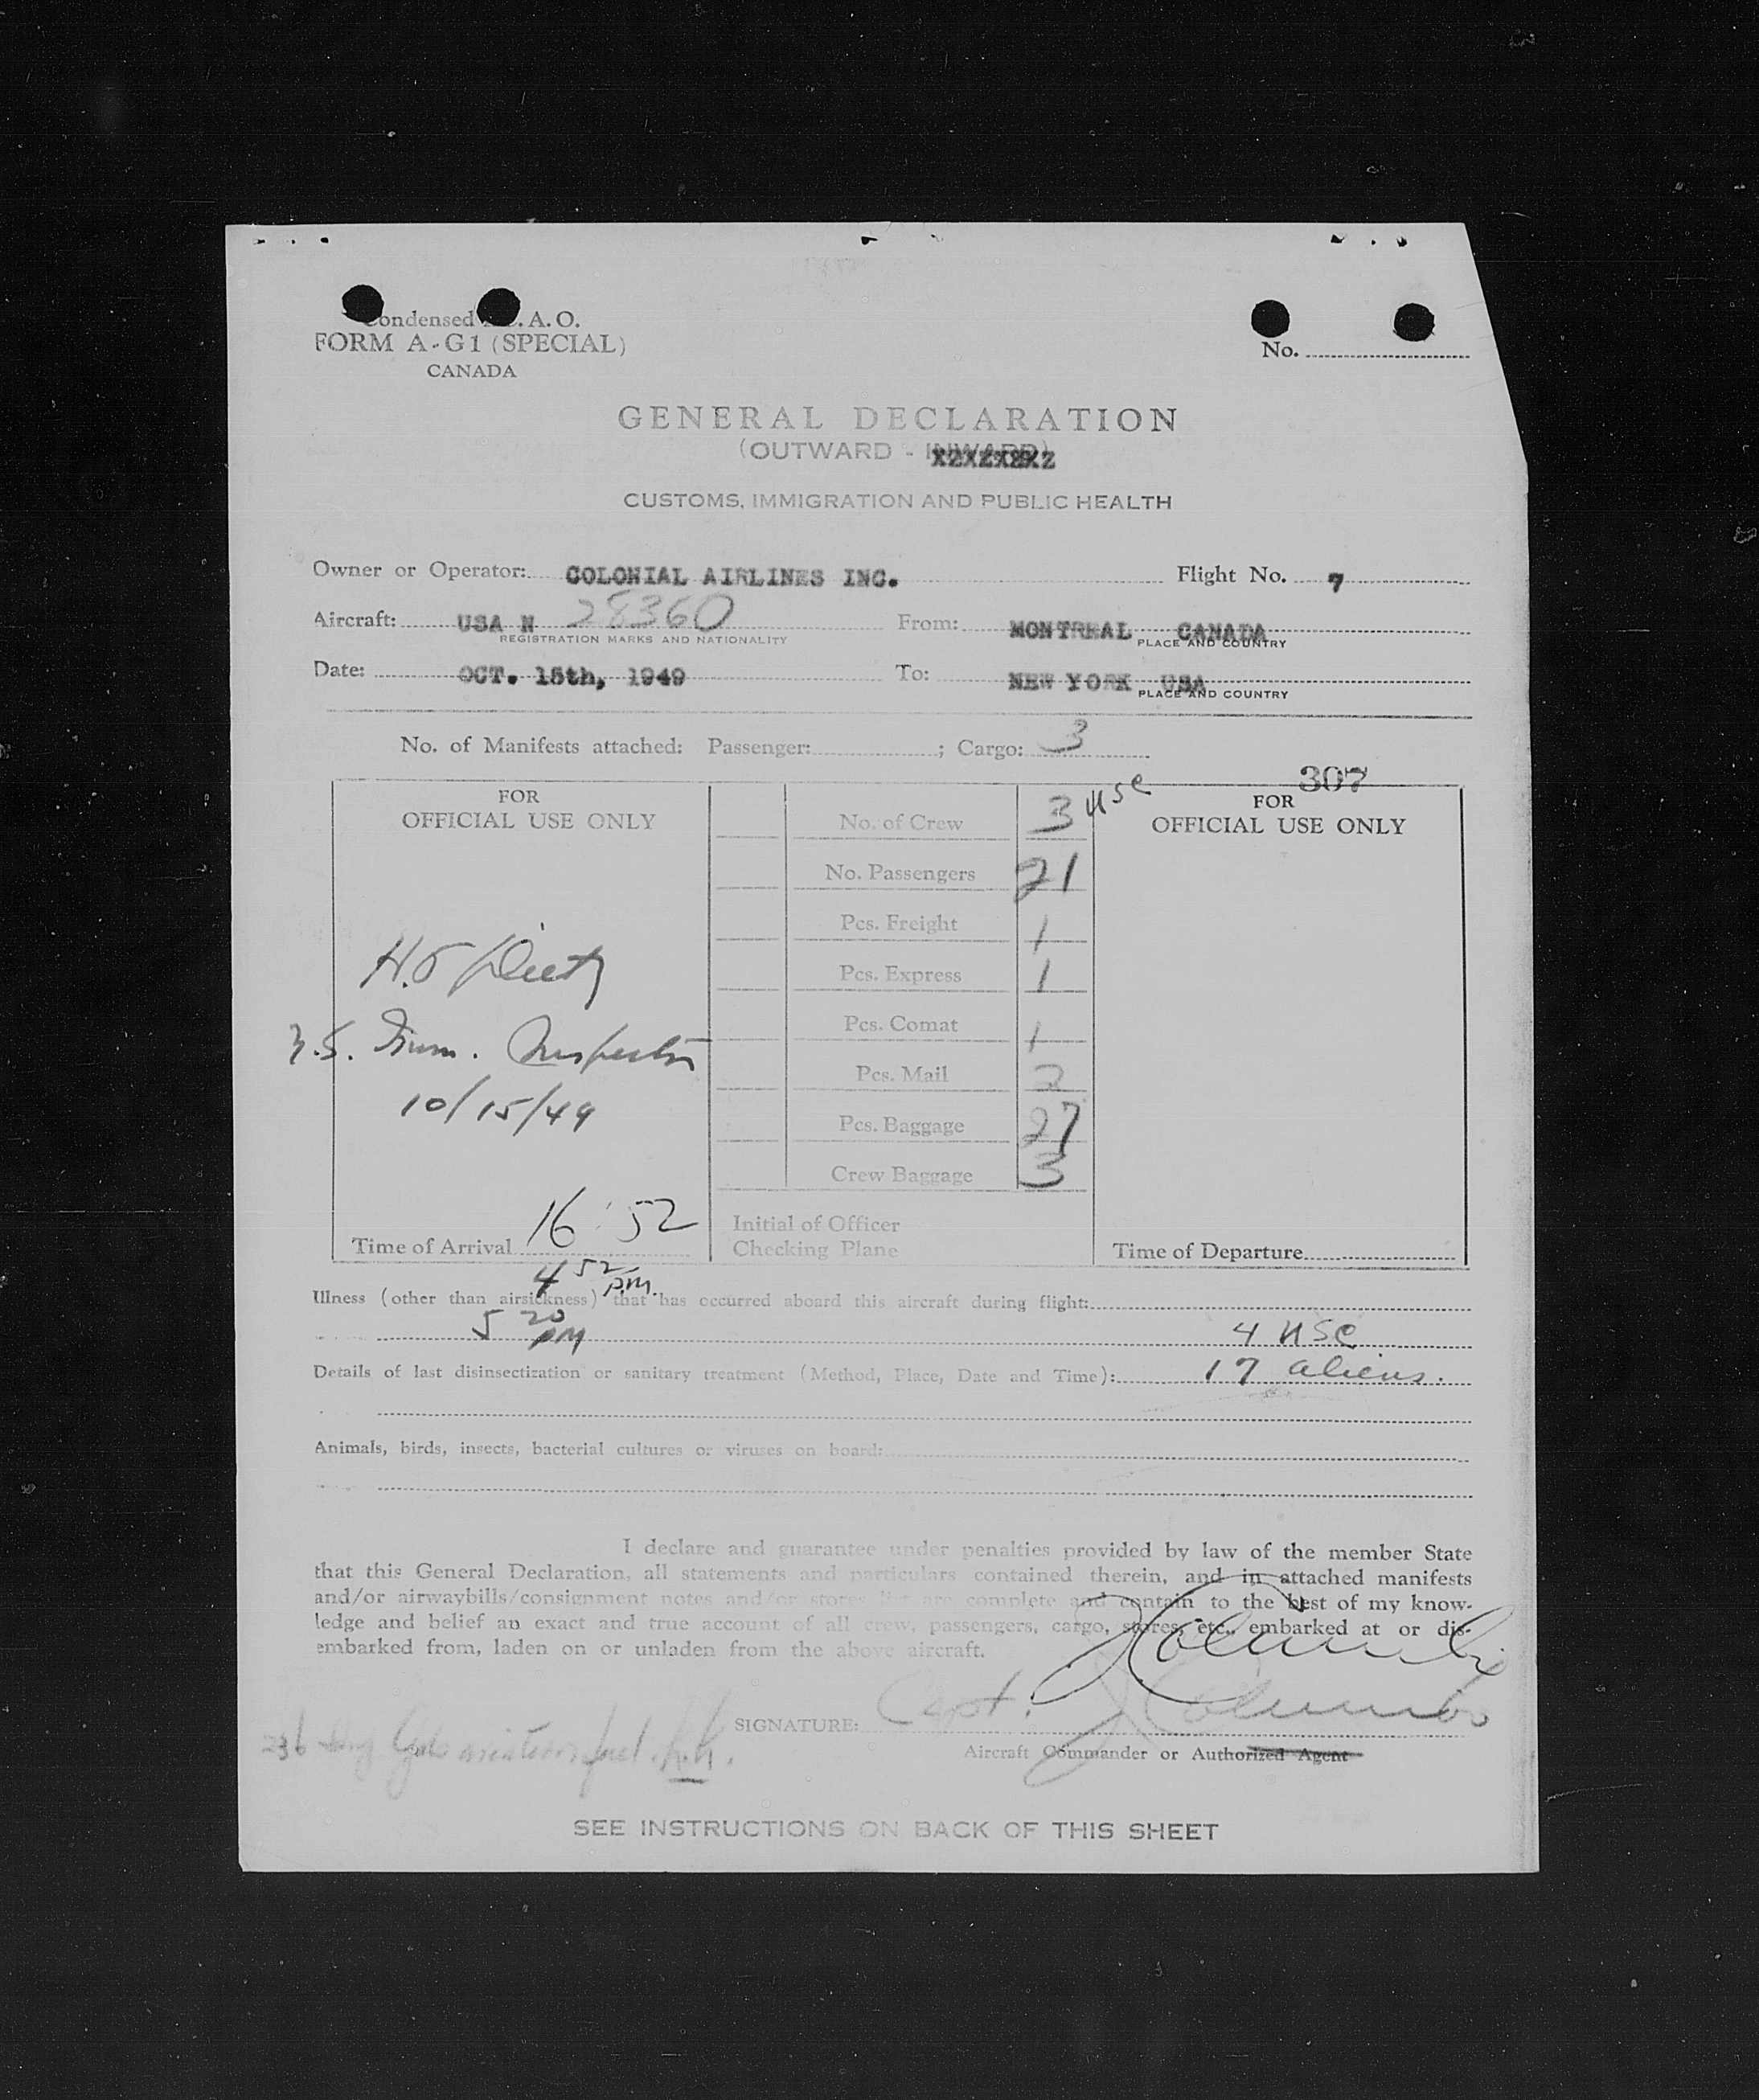 Condensed I.C.A.O.
FORM A-G1 (SPECIAL)
CANADA
No.
GENERAL DECLARATION
(OUTWARD - INWARD)
CUSTOMS, IMMIGRATION AND PUBLIC HEALTH
Owner or Operator: COLONIAL AIRLINES INC. Flight No. 7
Aircraft: USA N 28360 From: MONTREAL CANADA
REGISTRATION MARKS AND NATIONALITY PLACE AND COUNTRY
Date: OCT. 15th, 1949 To: NEW YORK USA
PLACE AND COUNTRY
No. of Manifests attached: Passenger: ; Cargo: 3
307
FOR
OFFICIAL USE ONLY
No. of Crew 3 USC
FOR
OFFICIAL USE ONLY
No. Passengers 21
Pcs. Freight 1
Pcs. Express 1
Pcs. Comat 1
Pcs. Mail 2
Pcs. Baggage 27
Crew Baggage 3
Imm. Inspector
10/15/49
Time of Arrival 16:52
Initial of Officer
Checking Plane
Time of Departure
4 52 P.M.
Illness (other than airsickness) that has occurred aboard this aircraft during flight:
5 20 PM
4 USC
Details of last disinsectization or sanitary treatment (Method, Place, Date and Time): 17 aliens.
Animals, birds, insects, bacterial cultures or viruses on board:
I declare and guarantee under penalties provided by law of the member State
that this General Declaration, all statements and particulars contained therein, and in attached manifests
and/or airwaybills/consignment notes and/or stores list are complete and contain to the best of my know-
ledge and belief an exact and true account of all crew, passengers, cargo, stores, etc., embarked at or dis-
embarked from, laden on or unladen from the above aircraft.
SIGNATURE: Capt. J Columbo
Aircraft Commander or Authorized Agent
SEE INSTRUCTIONS ON BACK OF THIS SHEET